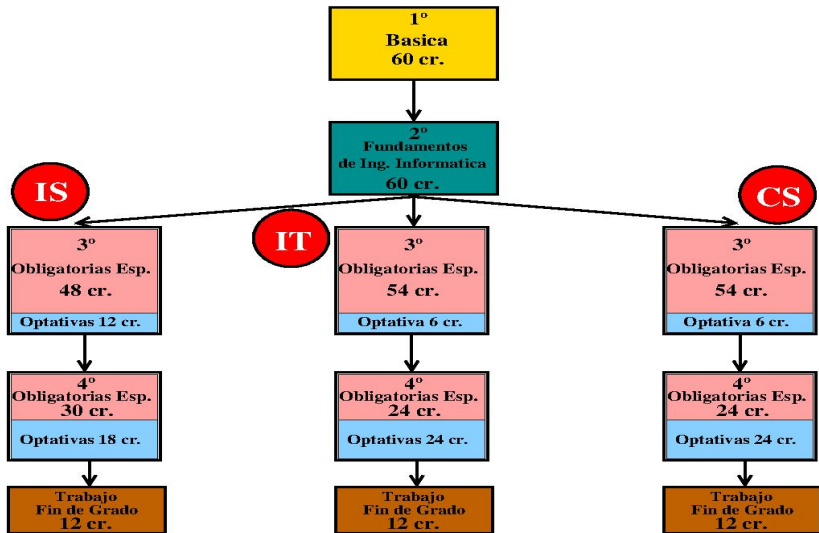 1º
Basica
60 cr.
2º
Fundamentos
de Ing. Informatica
60 cr.
IS
IT
CS
3º
Obligatorias Esp.
48 cr.
Optativas 12 cr.
3º
Obligatorias Esp.
54 cr.
Optativa 6 cr.
3º
Obligatorias Esp.
54 cr.
Optativa 6 cr.
4º
Obligatorias Esp.
30 cr.
Optativas 18 cr.
4º
Obligatorias Esp.
24 cr.
Optativas 24 cr.
4º
Obligatorias Esp.
24 cr.
Optativas 24 cr.
Trabajo
Fin de Grado
12 cr.
Trabajo
Fin de Grado
12 cr.
Trabajo
Fin de Grado
12 cr.